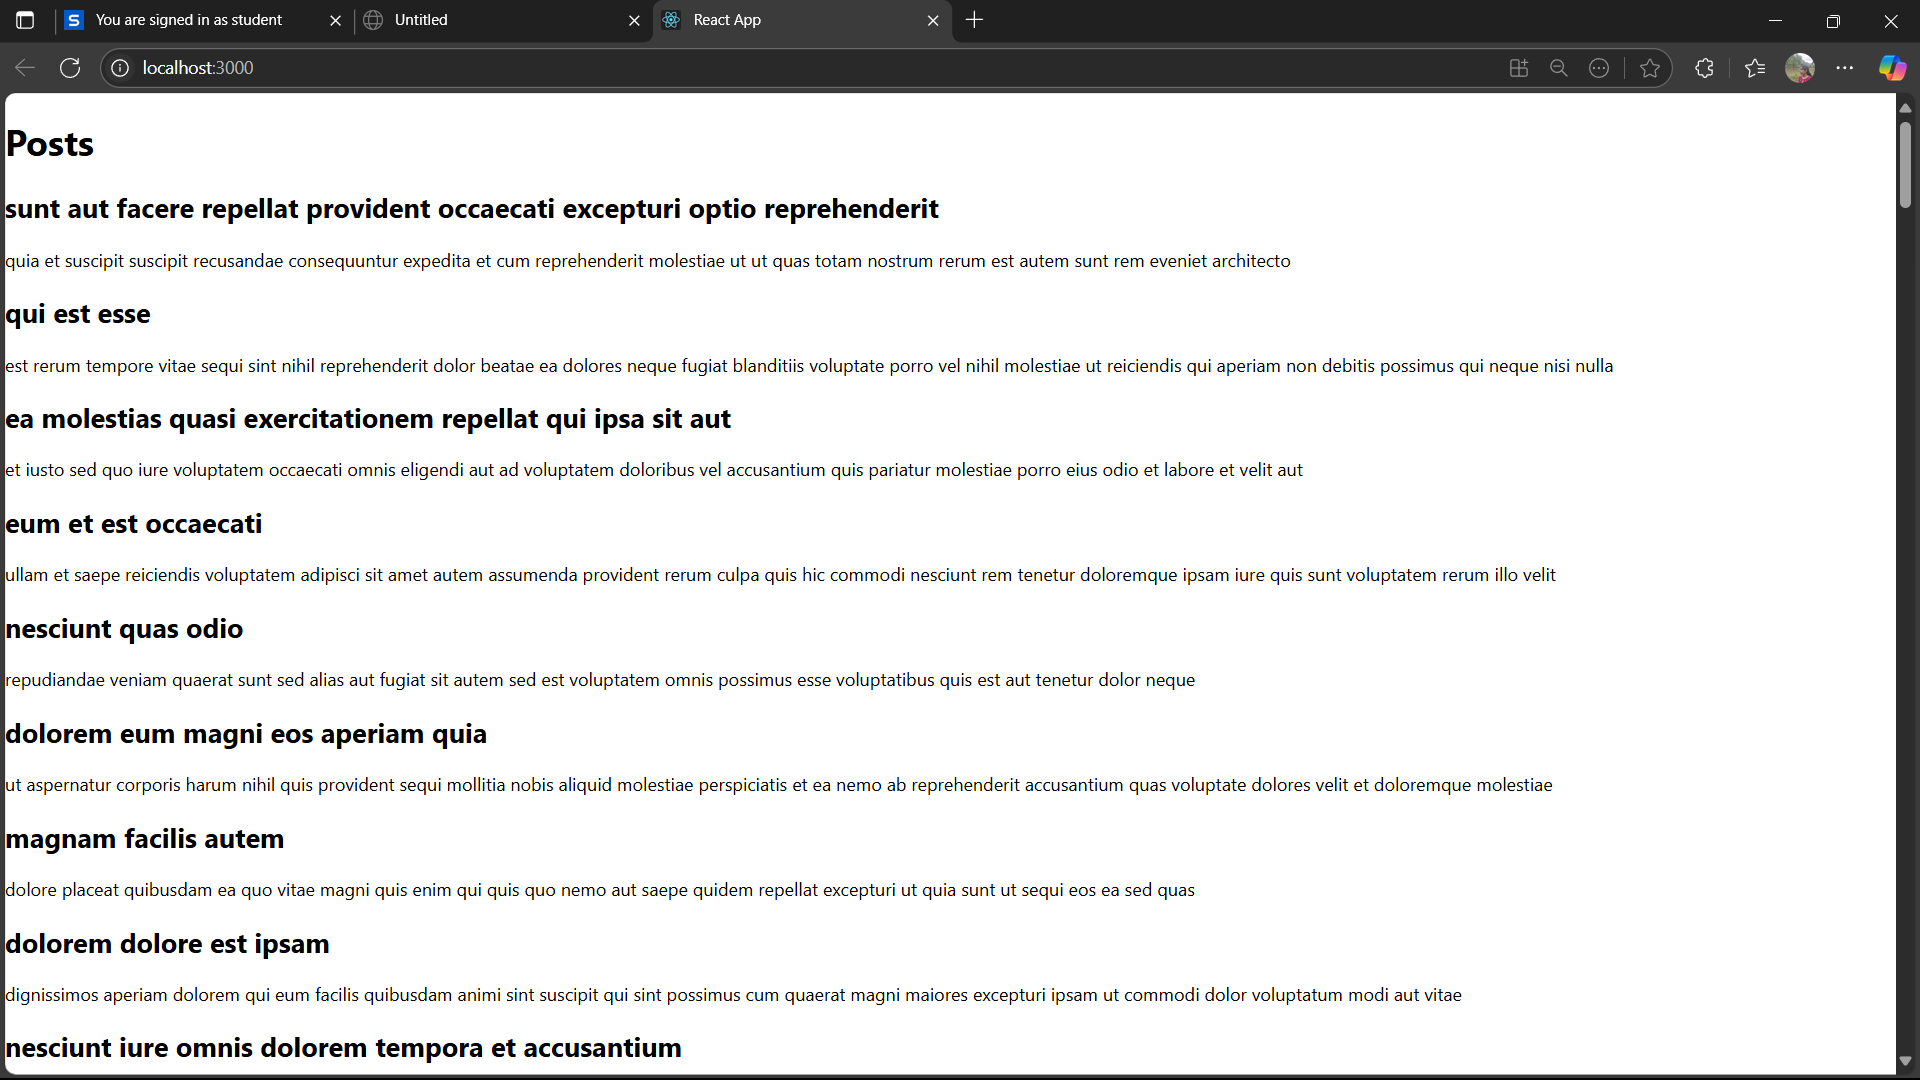 You are signed in as student
Untitled
React App
localhost:3000
Posts
sunt aut facere repellat provident occaecati excepturi optio reprehenderit
quia et suscipit suscipit recusandae consequuntur expedita et cum reprehenderit molestiae ut ut quas totam nostrum rerum est autem sunt rem eveniet architecto
qui est esse
est rerum tempore vitae sequi sint nihil reprehenderit dolor beatae ea dolores neque fugiat blanditiis voluptate porro vel nihil molestiae ut reiciendis qui aperiam non debitis possimus qui neque nisi nulla
ea molestias quasi exercitationem repellat qui ipsa sit aut
et iusto sed quo iure voluptatem occaecati omnis eligendi aut ad voluptatem doloribus vel accusantium quis pariatur molestiae porro eius odio et labore et velit aut
eum et est occaecati
ullam et saepe reiciendis voluptatem adipisci sit amet autem assumenda provident rerum culpa quis hic commodi nesciunt rem tenetur doloremque ipsam iure quis sunt voluptatem rerum illo velit
nesciunt quas odio
repudiandae veniam quaerat sunt sed alias aut fugiat sit autem sed est voluptatem omnis possimus esse voluptatibus quis est aut tenetur dolor neque
dolorem eum magni eos aperiam quia
ut aspernatur corporis harum nihil quis provident sequi mollitia nobis aliquid molestiae perspiciatis et ea nemo ab reprehenderit accusantium quas voluptate dolores velit et doloremque molestiae
magnam facilis autem
dolore placeat quibusdam ea quo vitae magni quis enim qui quis quo nemo aut saepe quidem repellat excepturi ut quia sunt ut sequi eos ea sed quas
dolorem dolore est ipsam
dignissimos aperiam dolorem qui eum facilis quibusdam animi sint suscipit qui sint possimus cum quaerat magni maiores excepturi ipsam ut commodi dolor voluptatum modi aut vitae
nesciunt iure omnis dolorem tempora et accusantium